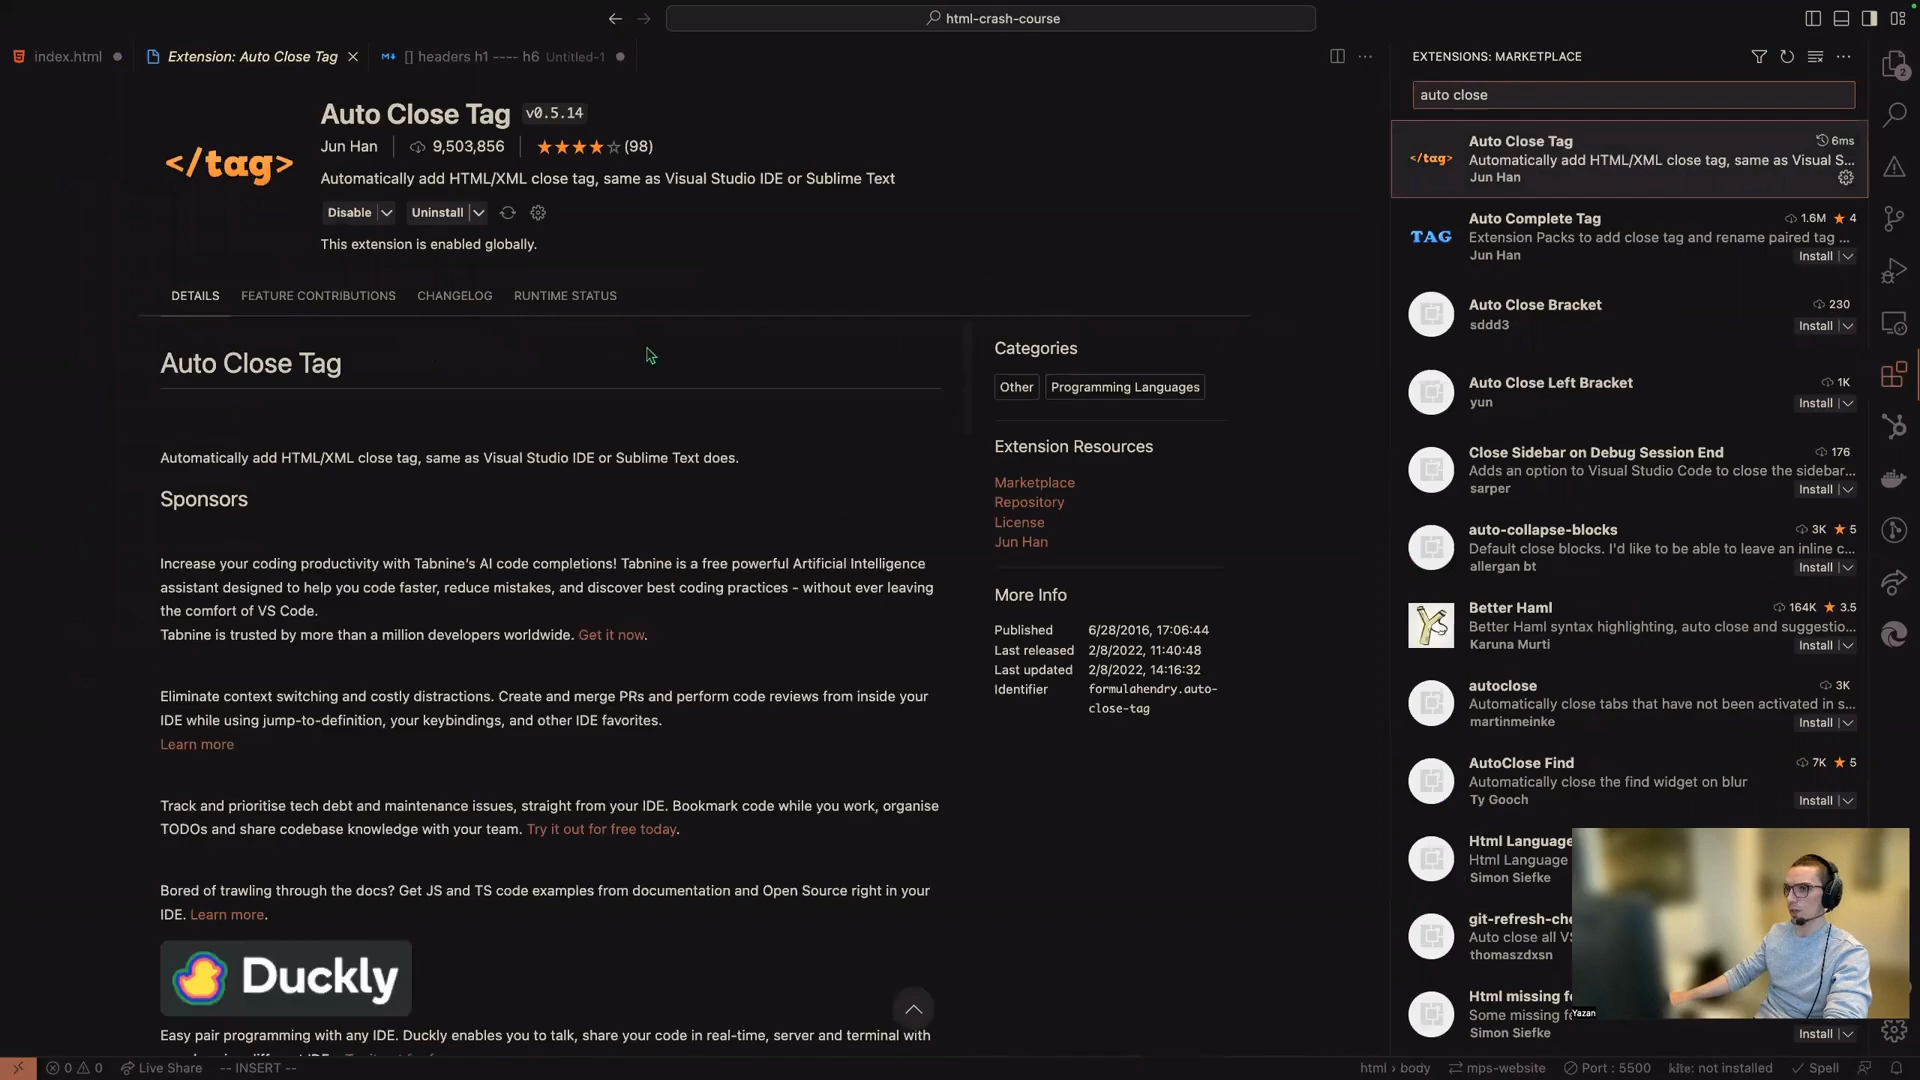 html-crash-course
index.html
Extension: Auto Close Tag
[] headers h1 ---- h6 Untitled-1
Auto Close Tag v0.5.14
Jun Han 9,503,856 (98)
</tag>
Automatically add HTML/XML close tag, same as Visual Studio IDE or Sublime Text
Disable Uninstall
This extension is enabled globally.
DETAILS FEATURE CONTRIBUTIONS CHANGELOG RUNTIME STATUS
Auto Close Tag
Automatically add HTML/XML close tag, same as Visual Studio IDE or Sublime Text does.
Sponsors
Increase your coding productivity with Tabnine's AI code completions! Tabnine is a free powerful Artificial Intelligence
assistant designed to help you code faster, reduce mistakes, and discover best coding practices - without ever leaving
the comfort of VS Code.
Tabnine is trusted by more than a million developers worldwide. Get it now.
Eliminate context switching and costly distractions. Create and merge PRs and perform code reviews from inside your
IDE while using jump-to-definition, your keybindings, and other IDE favorites.
Learn more
Track and prioritise tech debt and maintenance issues, straight from your IDE. Bookmark code while you work, organise
TODOs and share codebase knowledge with your team. Try it out for free today.
Bored of trawling through the docs? Get JS and TS code examples from documentation and Open Source right in your
IDE. Learn more.
Duckly
Easy pair programming with any IDE. Duckly enables you to talk, share your code in real-time, server and terminal with
Categories
Other Programming Languages
Extension Resources
Marketplace
Repository
License
Jun Han
More Info
Published 6/28/2016, 17:06:44
Last released 2/8/2022, 11:40:48
Last updated 2/8/2022, 14:16:32
Identifier formulahendry.auto-
close-tag
EXTENSIONS: MARKETPLACE
auto close
</tag>
Auto Close Tag 6ms
Automatically add HTML/XML close tag, same as Visual S...
Jun Han
TAG
Auto Complete Tag 1.6M 4
Extension Packs to add close tag and rename paired tag ...
Jun Han Install
Auto Close Bracket 230
sddd3 Install
Auto Close Left Bracket 1K
yun Install
Close Sidebar on Debug Session End 176
Adds an option to Visual Studio Code to close the sidebar...
sarper Install
auto-collapse-blocks 3K 5
Default close blocks. I'd like to be able to leave an inline c...
allergan bt Install
Better Haml 164K 3.5
Better Haml syntax highlighting, auto close and suggestio...
Karuna Murti Install
autoclose 3K
Automatically close tabs that have not been activated in s...
martinmeinke Install
AutoClose Find 7K 5
Automatically close the find widget on blur
Ty Gooch Install
Html Language
Html Language
Simon Siefke
git-refresh-che
Auto close all VS
thomaszdxsn
Html missing fe
Some missing fe
Simon Siefke Install
Yazan
2
0 0 Live Share -- INSERT --
html › body mps-website Port : 5500 kite: not installed Spell